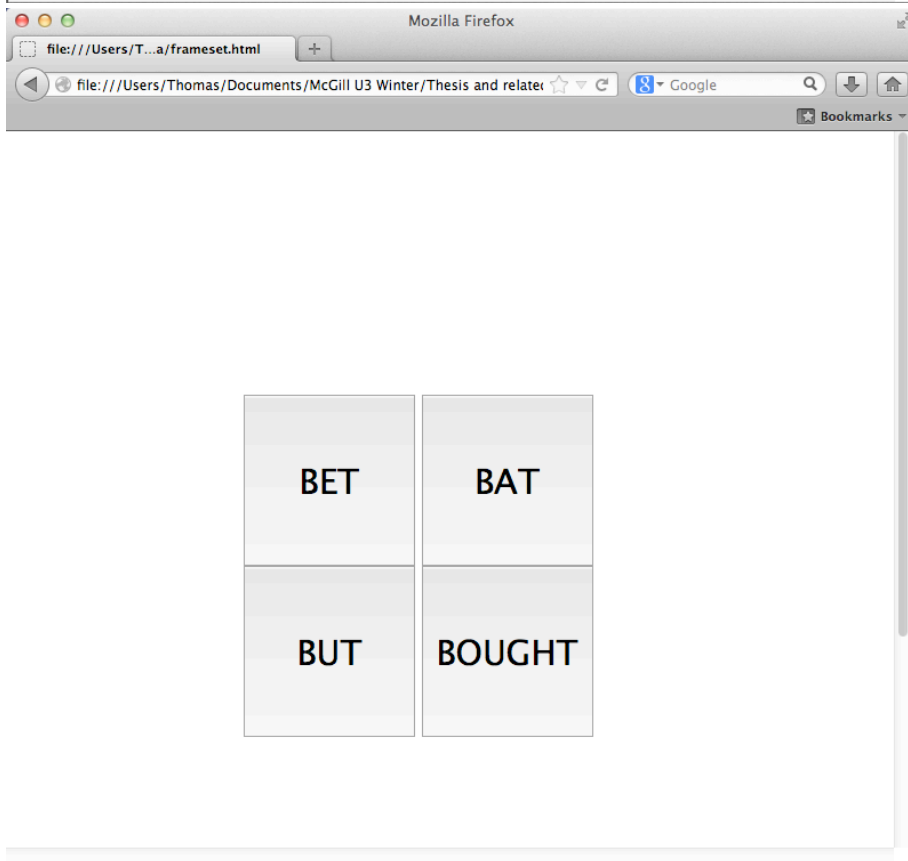 Mozilla Firefox
file:///Users/T...a/frameset.html
file:///Users/Thomas/Documents/McGill U3 Winter/Thesis and related
Google
Bookmarks
BET BAT
BUT BOUGHT